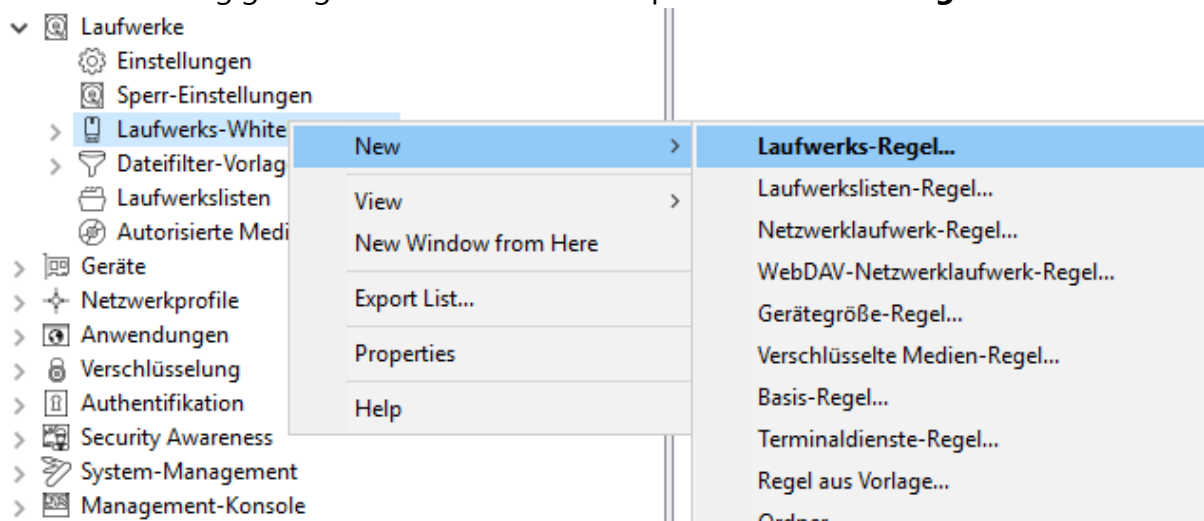 Laufwerke
Einstellungen
Sperr-Einstellungen
Laufwerks-White
Dateifilter-Vorlag
Laufwerkslisten
Autorisierte Medi
Geräte
Netzwerkprofile
Anwendungen
Verschlüsselung
Authentifikation
Security Awareness
System-Management
Management-Konsole
New
View
New Window from Here
Export List...
Properties
Help
Laufwerks-Regel...
Laufwerkslisten-Regel...
Netzwerklaufwerk-Regel...
WebDAV-Netzwerklaufwerk-Regel...
Gerätegröße-Regel...
Verschlüsselte Medien-Regel...
Basis-Regel...
Terminaldienste-Regel...
Regel aus Vorlage...